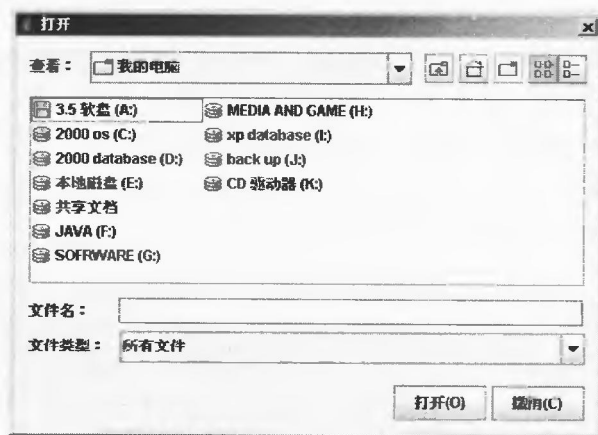 打开
查看：
我的电脑
3.5 软盘 (A:)
2000 os (C:)
2000 database (D:)
本地磁盘 (E:)
共享文档
JAVA (F:)
SOFRWARE (G:)
MEDIA AND GAME (H:)
xp database (I:)
back up (J:)
CD 驱动器 (K:)
文件名：
文件类型：
所有文件
打开(O)
撤消(C)